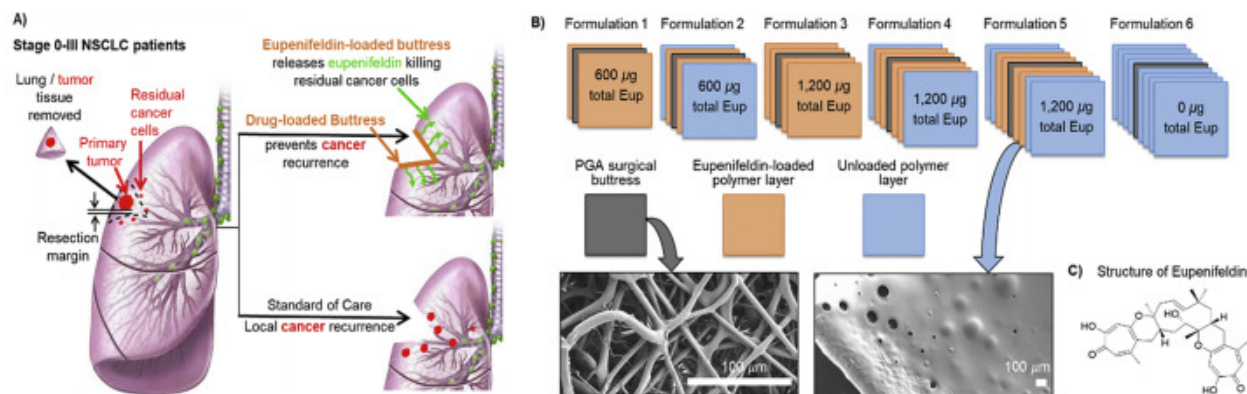 A)
Stage 0-III NSCLC patients
Lung / tumor
tissue
removed
Residual
cancer
cells
Primary
tumor
Resection
margin
Eupenifeldin-loaded buttress
releases eupenifeldin killing
residual cancer cells
Drug-loaded Buttress
prevents cancer
recurrence
Standard of Care
Local cancer recurrence
B)
Formulation 1
Formulation 2
Formulation 3
Formulation 4
Formulation 5
Formulation 6
600 µg
total Eup
600 µg
total Eup
1,200 µg
total Eup
1,200 µg
total Eup
1,200 µg
total Eup
0 µg
total Eup
PGA surgical
buttress
Eupenifeldin-loaded
polymer layer
Unloaded polymer
layer
100 µm
100 µm
C)
Structure of Eupenifeldin
HO
O
O
H
HO
H
O
HO
O